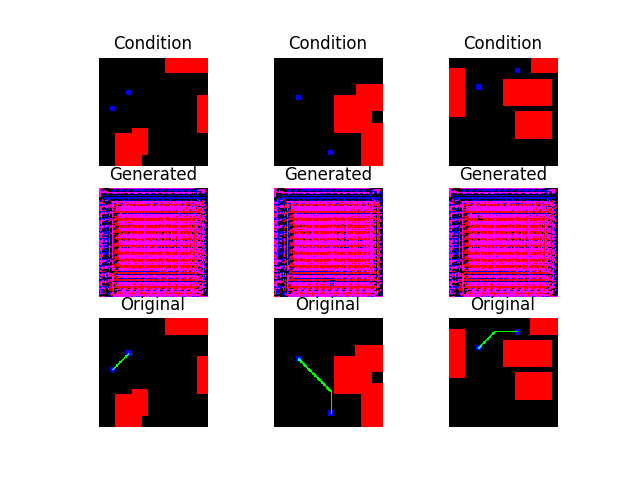 Condition Condition Condition
Generated Generated Generated
Original Original Original